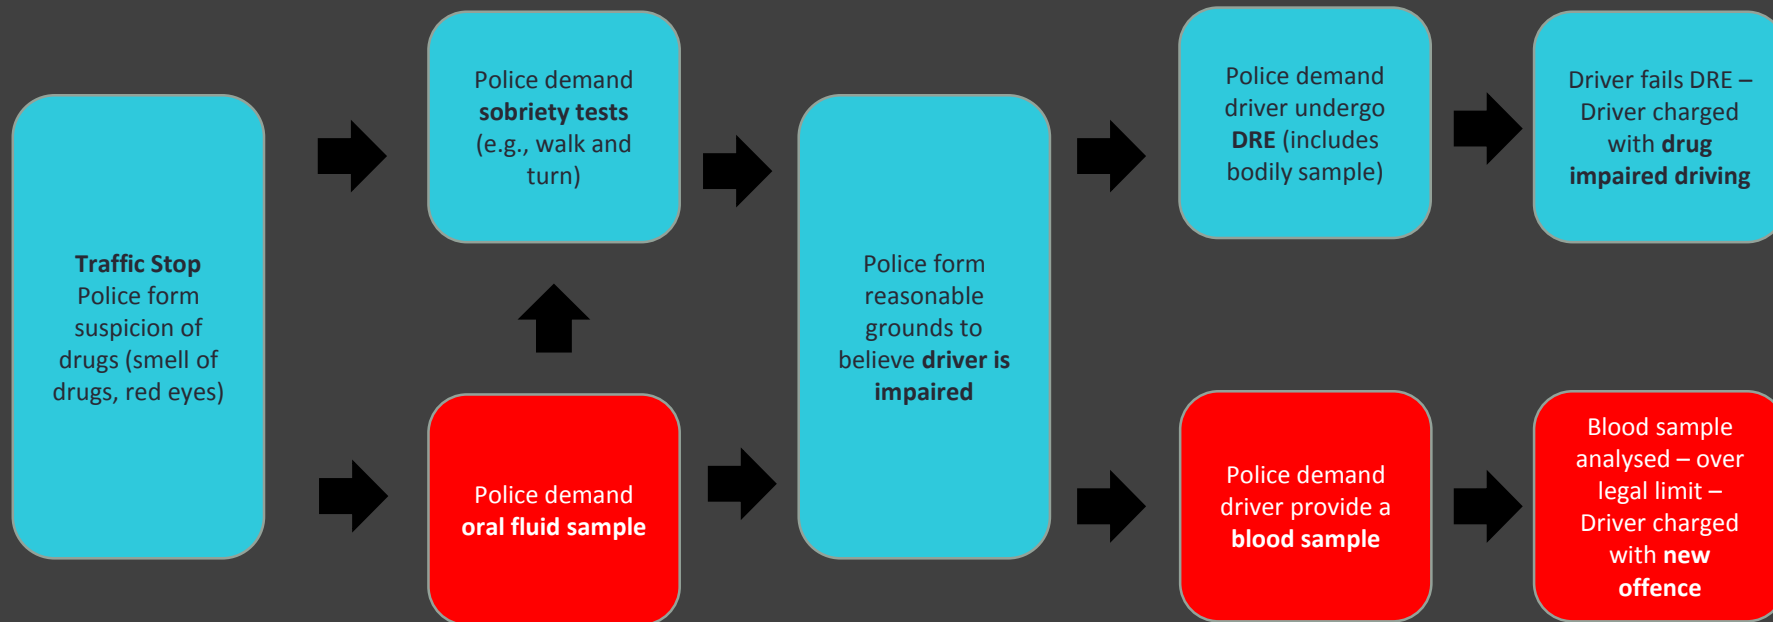 Traffic Stop
Police form
suspicion of
drugs (smell of
drugs, red eyes)
Police demand
sobriety tests
(e.g., walk and
turn)
Police demand
oral fluid sample
Police form
reasonable
grounds to
believe driver is
impaired
Police demand
driver undergo
DRE (includes
bodily sample)
Driver fails DRE –
Driver charged
with drug
impaired driving
Police demand
driver provide a
blood sample
Blood sample
analysed – over
legal limit –
Driver charged
with new
offence